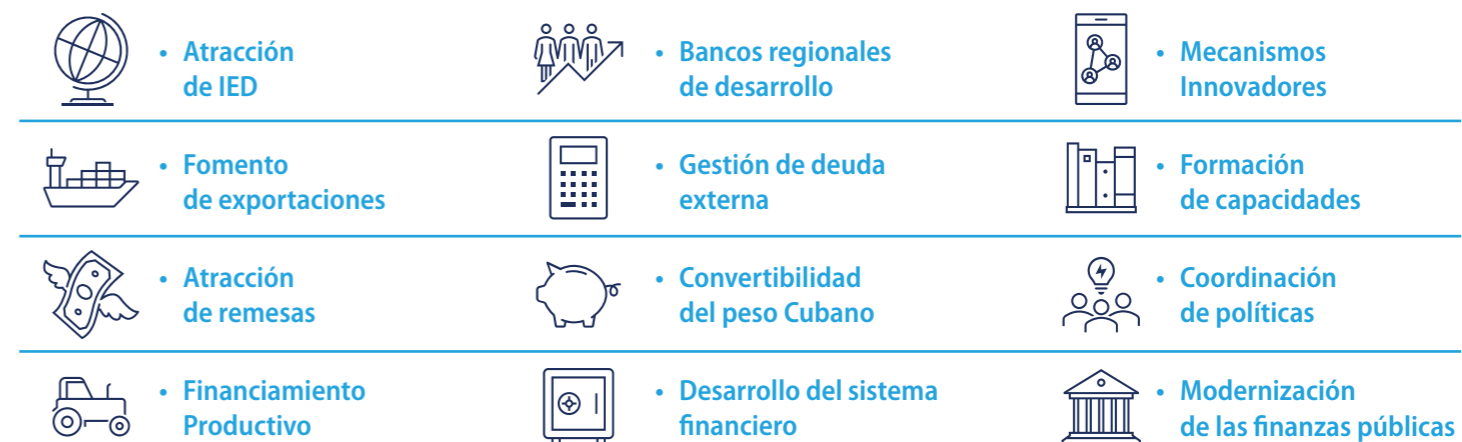 • Atracción
de IED
• Bancos regionales
de desarrollo
• Mecanismos
Innovadores
• Fomento
de exportaciones
• Gestión de deuda
externa
• Formación
de capacidades
• Atracción
de remesas
• Convertibilidad
del peso Cubano
• Coordinación
de políticas
• Financiamiento
Productivo
• Desarrollo del sistema
financiero
• Modernización
de las finanzas públicas